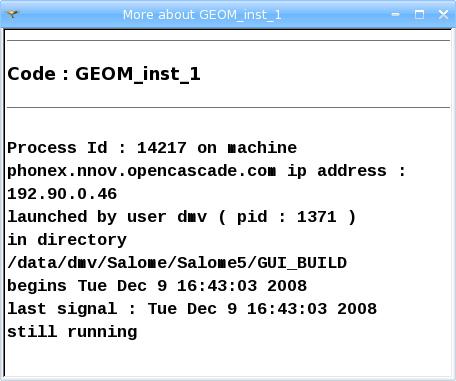 More about GEOM_inst_1
Code : GEOM_inst_1
Process Id : 14217 on machine
phonex.nnov.opencascade.com ip address :
192.90.0.46
launched by user dmv ( pid : 1371 )
in directory
/data/dmv/Salome/Salome5/GUI_BUILD
begins Tue Dec 9 16:43:03 2008
last signal : Tue Dec 9 16:43:03 2008
still running